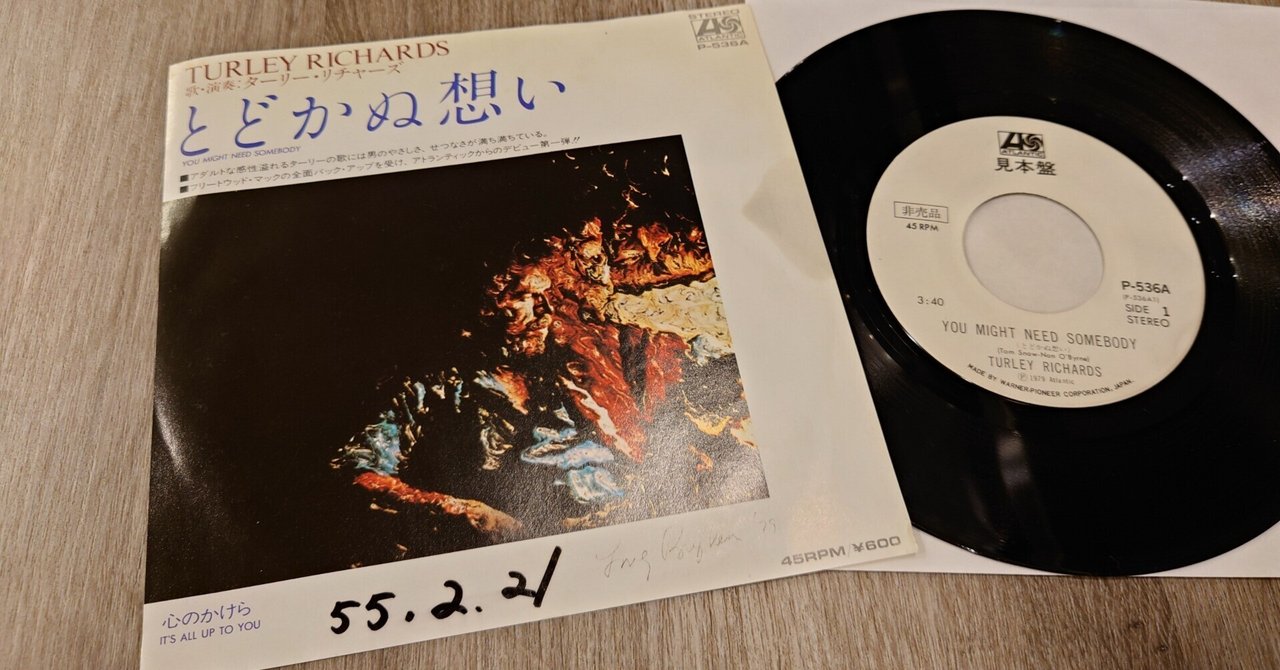 TURLEY RICHARDS
歌・演奏：ターリー・リチャーズ
とどかぬ想い
YOU MIGHT NEED SOMEBODY
■アダルトな感性溢れるターリーの歌には男のやさしさ、せつなさが満ち満ちている。
■フリートウッド・マックの全面バック・アップを受け、アトランティックからのデビュー第一弾!!
STEREO
ATLANTIC
P-536A
'79
45RPM/¥600
心のかけら
IT'S ALL UP TO YOU
55.2.21
ATLANTIC
見本盤
非売品
45 RPM
3:40
P-536A
(P-536A1)
SIDE 1
STEREO
YOU MIGHT NEED SOMEBODY
(とどかぬ想い)
(Tom Snow-Nan O'Byrne)
TURLEY RICHARDS
Ⓟ 1979 Atlantic
MADE BY WARNER-PIONEER CORPORATION, JAPAN.